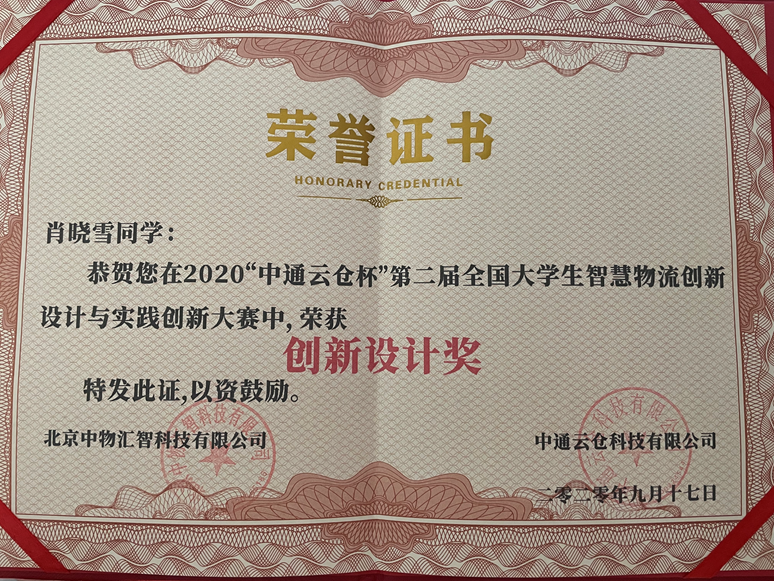 荣誉证书
HONORARY CREDENTIAL
肖晓雪同学：
恭贺您在2020“中通云仓杯”第二届全国大学生智慧物流创新
设计与实践创新大赛中, 荣获
创新设计奖
特发此证, 以资鼓励。
北京中物汇智科技有限公司
中通云仓科技有限公司
二零二零年九月十七日